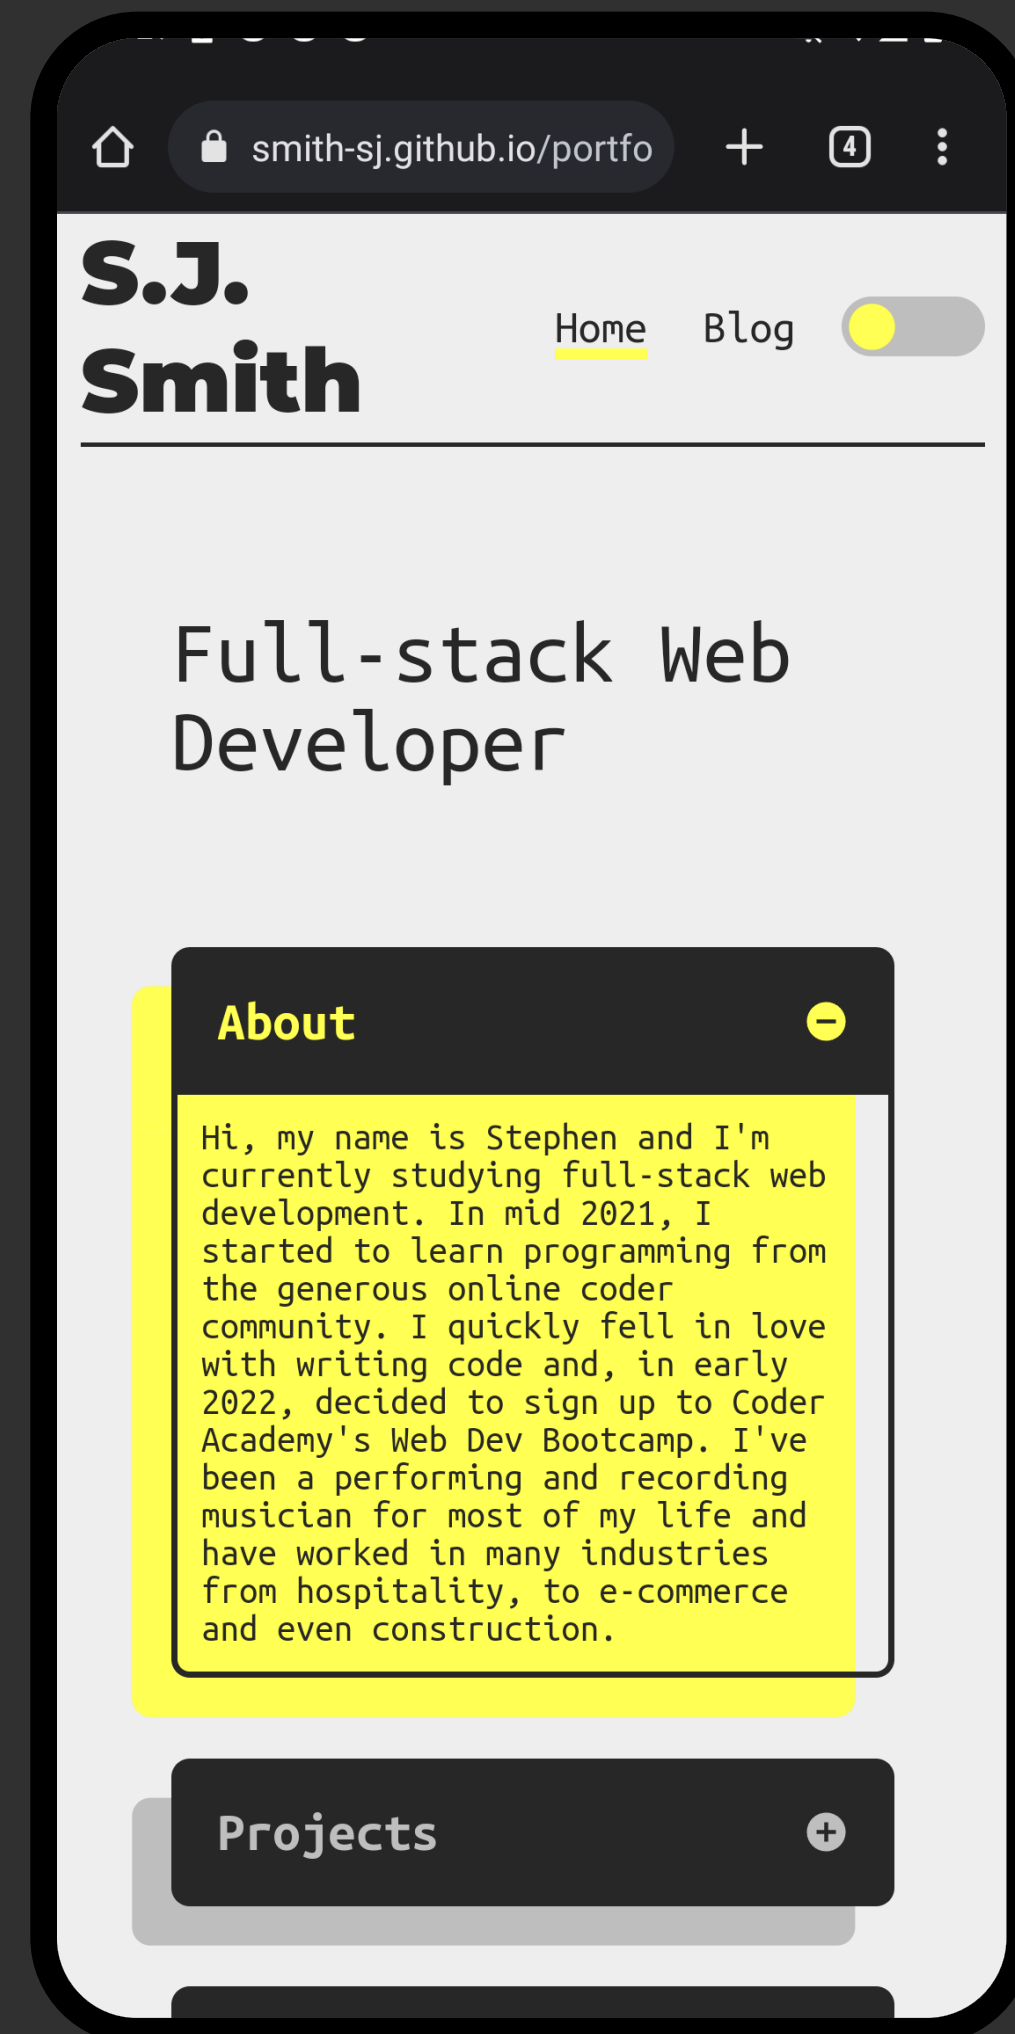 smith-sj.github.io/portfo
4
S.J.
Smith
Home
Blog
Full-stack Web
Developer
About
Hi, my name is Stephen and I'm
currently studying full-stack web
development. In mid 2021, I
started to learn programming from
the generous online coder
community. I quickly fell in love
with writing code and, in early
2022, decided to sign up to Coder
Academy's Web Dev Bootcamp. I've
been a performing and recording
musician for most of my life and
have worked in many industries
from hospitality, to e-commerce
and even construction.
Projects